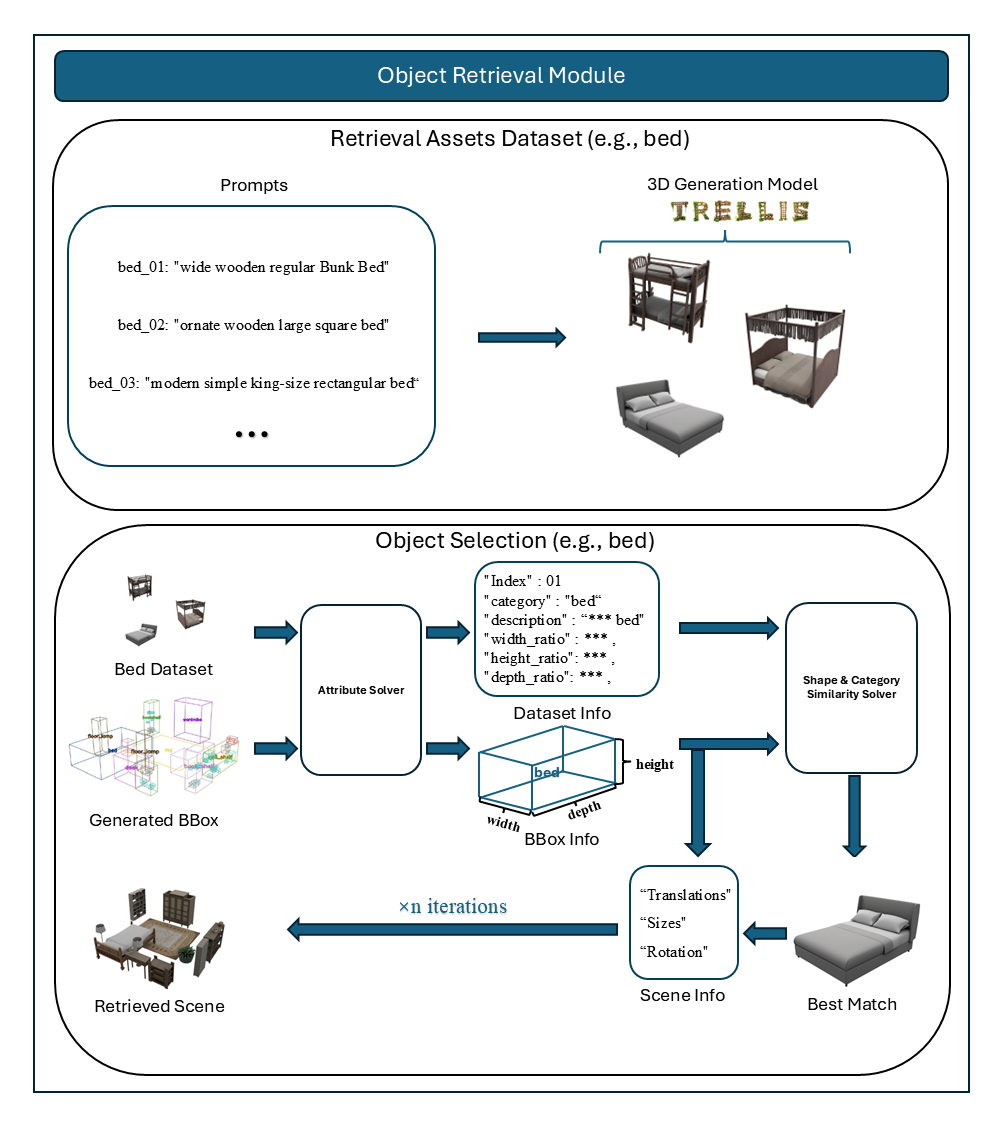 Object Retrieval Module
Retrieval Assets Dataset (e.g., bed)
Prompts
3D Generation Model
TRELLIS
bed_01: "wide wooden regular Bunk Bed"
bed_02: "ornate wooden large square bed"
bed_03: "modern simple king-size rectangular bed“
•••
Object Selection (e.g., bed)
Bed Dataset
Attribute Solver
"Index" : 01
"category" : "bed“
"description" : “*** bed"
"width_ratio" : *** ,
"height_ratio": *** ,
"depth_ratio": *** ,
Dataset Info
Shape & Category
Similarity Solver
wardrobe
floor_lamp
bed
floor_lamp
Generated BBox
bed
height
width
depth
BBox Info
×n iterations
“Translations"
“Sizes"
“Rotation"
Retrieved Scene
Scene Info
Best Match